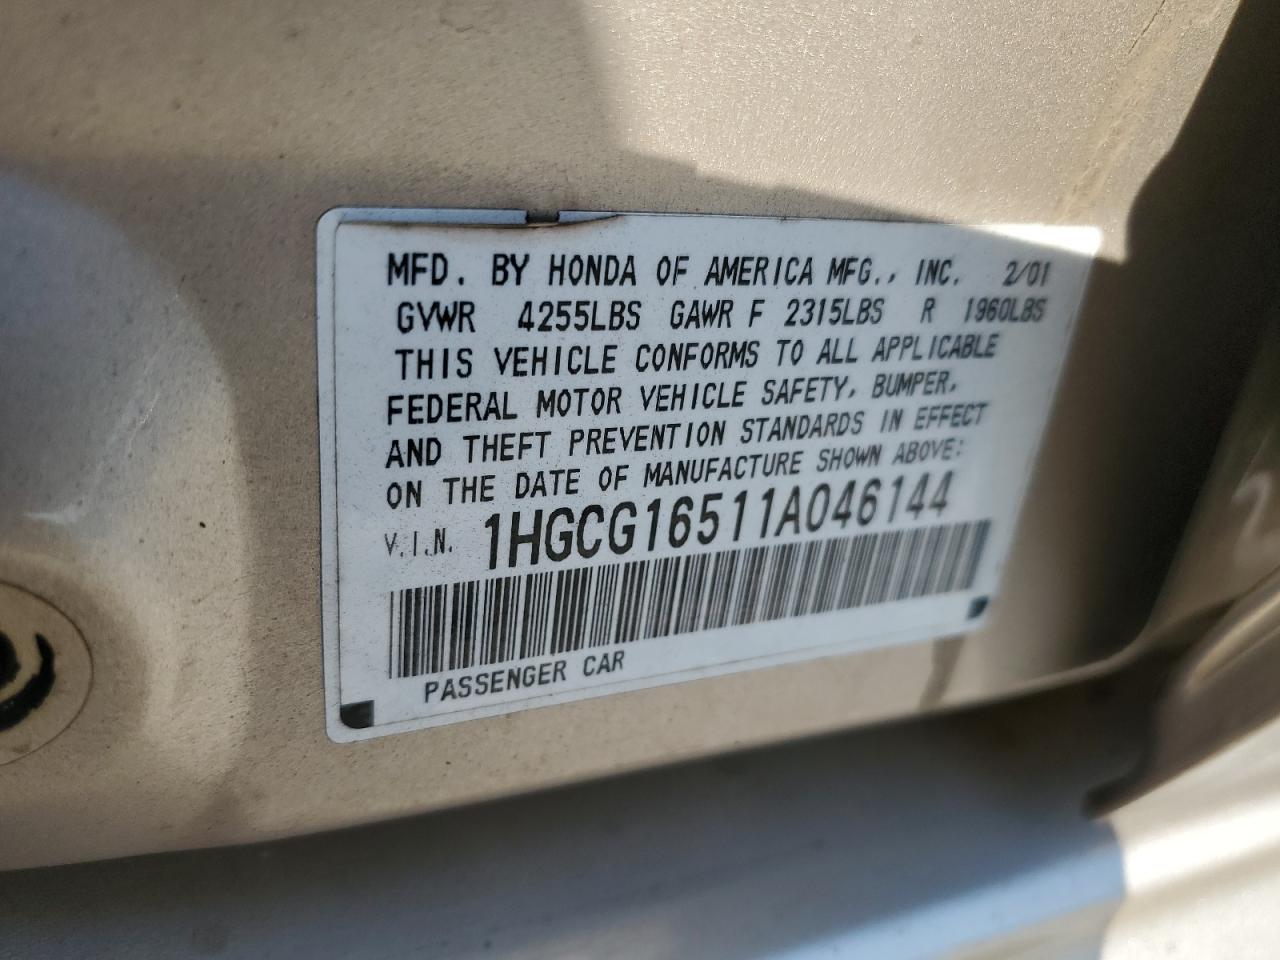 MFD. BY HONDA OF AMERICA MFG., INC. 2/01
GVWR 4255LBS GAWR F 2315LBS R 1960LBS
THIS VEHICLE CONFORMS TO ALL APPLICABLE
FEDERAL MOTOR VEHICLE SAFETY, BUMPER,
AND THEFT PREVENTION STANDARDS IN EFFECT
ON THE DATE OF MANUFACTURE SHOWN ABOVE:
V.I.N. 1HGCG16511A046144
PASSENGER CAR
2